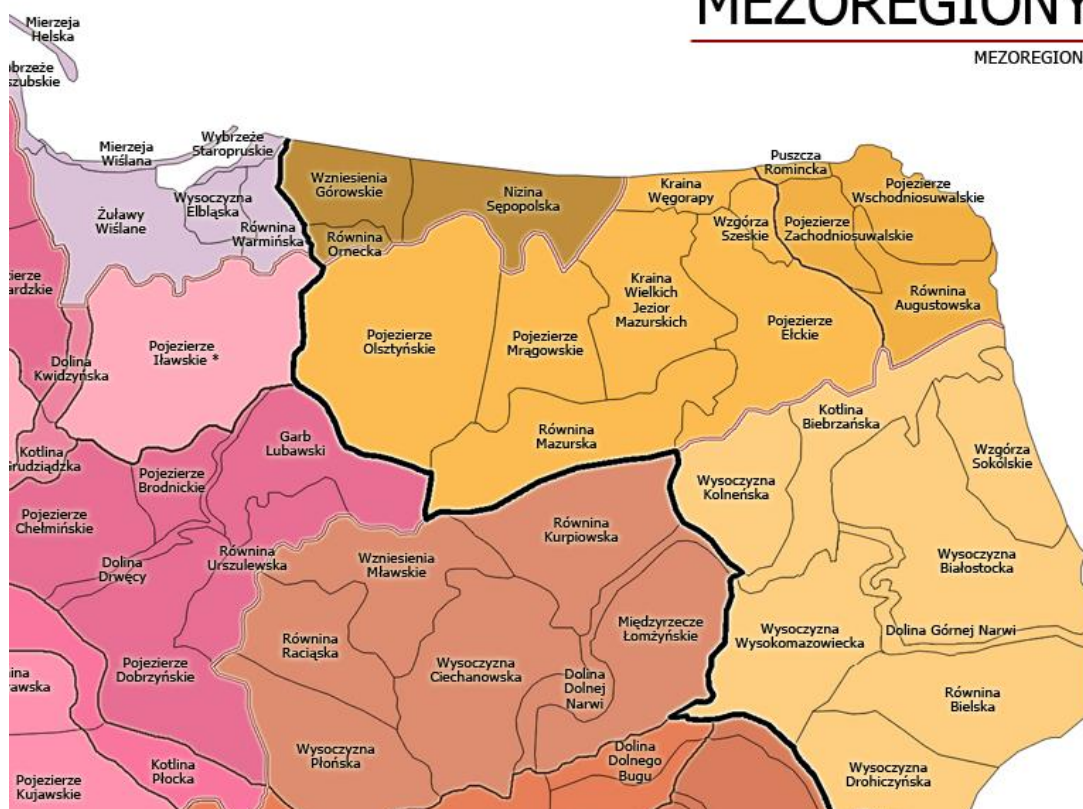 MEZOREGIONY
MEZOREGION
Mierzeja
Helska
Mierzeja
Wiślana
Wybrzeże
Staropruskie
Wysoczyzna
Elbląska
Żuławy
Wiślane
Równina
Warmińska
Wzniesienia
Górowskie
Równina
Ornecka
Nizina
Sępopolska
Kraina
Węgorapy
Puszcza
Romincka
Pojezierze
Wschodniosuwalskie
Wzgórza
Szeskie
Pojezierze
Zachodniosuwalskie
Równina
Augustowska
Kraina
Wielkich
Jezior
Mazurskich
Pojezierze
Ełckie
Pojezierze
Olsztyńskie
Pojezierze
Mrągowskie
Pojezierze
Iławskie *
Dolina
Kwidzyńska
Równina
Mazurska
Kotlina
Biebrzańska
Garb
Lubawski
Wzgórza
Sokólskie
Kotlina
Grudziądzka
Pojezierze
Brodnickie
Wysoczyzna
Kolneńska
Pojezierze
Chełmińskie
Równina
Kurpiowska
Dolina
Drwęcy
Równina
Urszulewska
Wzniesienia
Mławskie
Wysoczyzna
Białostocka
Międzyrzecze
Łomżyńskie
Wysoczyzna
Wysokomazowiecka
Dolina Górnej Narwi
Równina
Raciąska
Wysoczyzna
Ciechanowska
Dolina
Dolnej
Narwi
Pojezierze
Dobrzyńskie
Równina
Bielska
Wysoczyzna
Płońska
Dolina
Dolnego
Bugu
Kotlina
Płocka
Pojezierze
Kujawskie
Wysoczyzna
Drohiczyńska